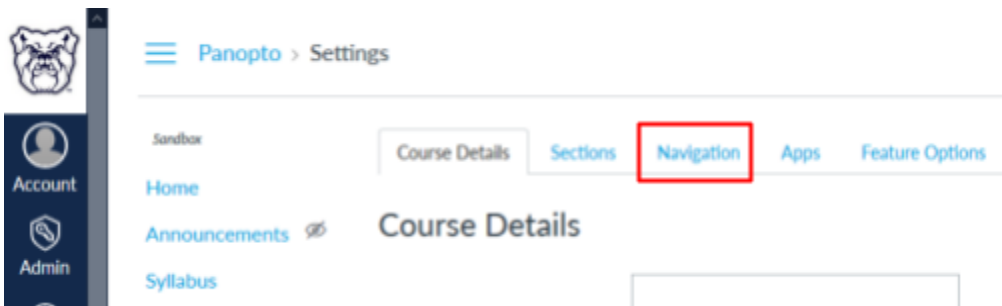 Panopto > Settings
Sandbox
Course Details Sections Navigation Apps Feature Options
Account
Home
Announcements
Course Details
Admin
Syllabus